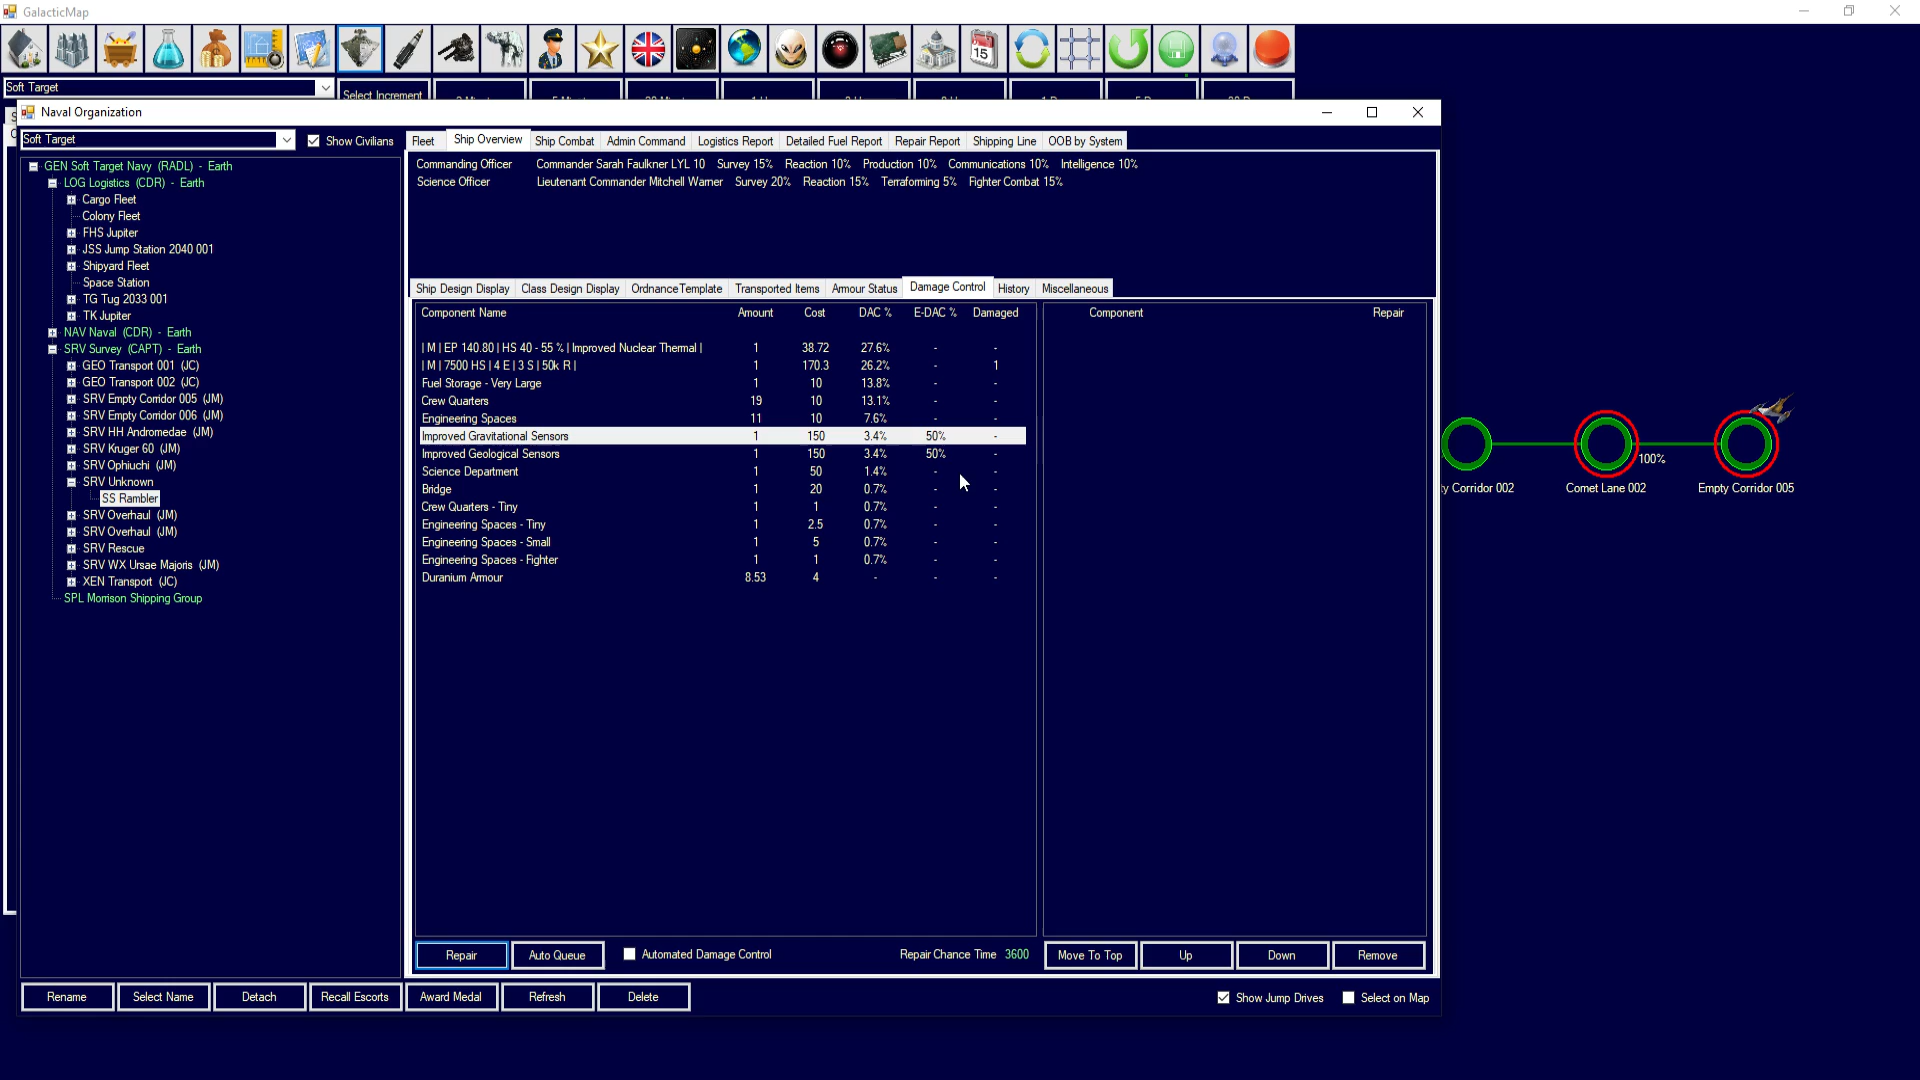 GalacticMap
15
Soft Target
Select Increment
Naval Organization
Soft Target
Show Civilians
Fleet Ship Overview Ship Combat Admin Command Logistics Report Detailed Fuel Report Repair Report Shipping Line OOB by System
GEN Soft Target Navy (RADL) - Earth
LOG Logistics (CDR) - Earth
Cargo Fleet
Colony Fleet
FHS Jupiter
JSS Jump Station 2040 001
Shipyard Fleet
Space Station
TG Tug 2033 001
TK Jupiter
NAV Naval (CDR) - Earth
SRV Survey (CAPT) - Earth
GEO Transport 001 (JC)
GEO Transport 002 (JC)
SRV Empty Corridor 005 (JM)
SRV Empty Corridor 006 (JM)
SRV HH Andromedae (JM)
SRV Kruger 60 (JM)
SRV Ophiuchi (JM)
SRV Unknown
SS Rambler
SRV Overhaul (JM)
SRV Overhaul (JM)
SRV Rescue
SRV WX Ursae Majoris (JM)
XEN Transport (JC)
SPL Morrison Shipping Group
Commanding Officer Commander Sarah Faulkner LYL 10 Survey 15% Reaction 10% Production 10% Communications 10% Intelligence 10%
Science Officer Lieutenant Commander Mitchell Warner Survey 20% Reaction 15% Terraforming 5% Fighter Combat 15%
Ship Design Display Class Design Display Ordnance Template Transported Items Armour Status Damage Control History Miscellaneous
Component Name Amount Cost DAC % E-DAC % Damaged
| M | EP 140.80 | HS 40 - 55 % | Improved Nuclear Thermal | 1 38.72 27.6% - -
| M | 7500 HS | 4 E | 3 S | 50k R | 1 170.3 26.2% - 1
Fuel Storage - Very Large 1 10 13.8% - -
Crew Quarters 19 10 13.1% - -
Engineering Spaces 11 10 7.6% - -
Improved Gravitational Sensors 1 150 3.4% 50% -
Improved Geological Sensors 1 150 3.4% 50% -
Science Department 1 50 1.4% - -
Bridge 1 20 0.7% - -
Crew Quarters - Tiny 1 1 0.7% - -
Engineering Spaces - Tiny 1 2.5 0.7% - -
Engineering Spaces - Small 1 5 0.7% - -
Engineering Spaces - Fighter 1 1 0.7% - -
Duranium Armour 8.53 4 - - -
Component Repair
Repair Auto Queue Automated Damage Control Repair Chance Time 3600 Move To Top Up Down Remove
Rename Select Name Detach Recall Escorts Award Medal Refresh Delete Show Jump Drives Select on Map
100%
Corridor 002 Comet Lane 002 Empty Corridor 005